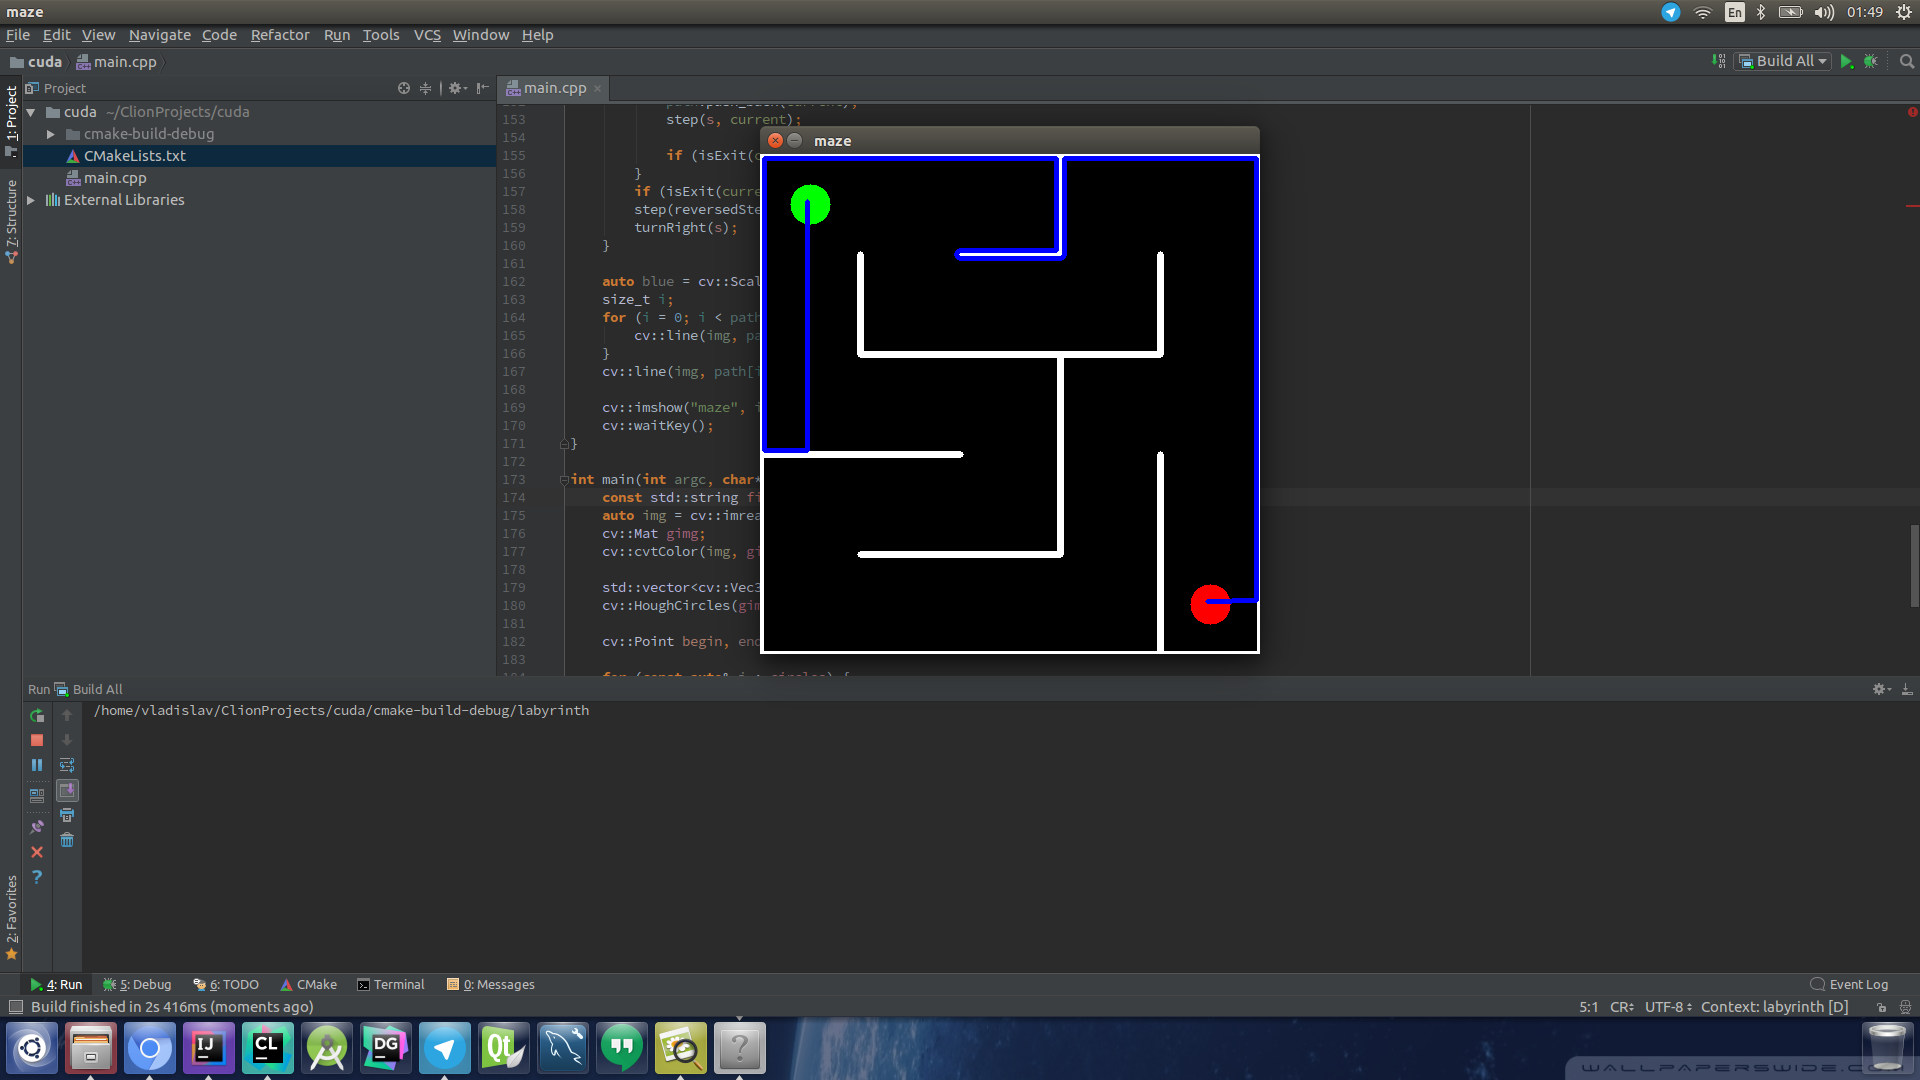 maze
En
01:49
File Edit View Navigate Code Refactor Run Tools VCS Window Help
cuda main.cpp
Build All
1: Project
7: Structure
2: Favorites
Project
cuda ~/ClionProjects/cuda
cmake-build-debug
CMakeLists.txt
main.cpp
External Libraries
main.cpp
153 step(s, current);
154
155 if (isExit(
156 }
157 if (isExit(curre
158 step(reversedSte
159 turnRight(s);
160 }
161
162 auto blue = cv::Scal
163 size_t i;
164 for (i = 0; i < path
165 cv::line(img, pa
166 }
167 cv::line(img, path[i
168
169 cv::imshow("maze", i
170 cv::waitKey();
171 }
172
173 int main(int argc, char*
174 const std::string fi
175 auto img = cv::imrea
176 cv::Mat gimg;
177 cv::cvtColor(img, gi
178
179 std::vector<cv::Vec3
180 cv::HoughCircles(gim
181
182 cv::Point begin, end
183
maze
Run Build All
/home/vladislav/ClionProjects/cuda/cmake-build-debug/labyrinth
4: Run 5: Debug 6: TODO CMake Terminal 0: Messages Event Log
Build finished in 2s 416ms (moments ago) 5:1 CR UTF-8 Context: labyrinth [D]
IJ
CL
DG
Qt
WALLPAPERSWIDE.COM